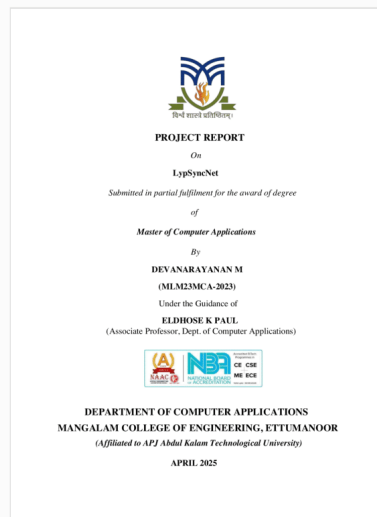 विश्वं शास्त्रे प्रतिष्ठितम्।
PROJECT REPORT
On
LypSyncNet
Submitted in partial fulfilment for the award of degree
of
Master of Computer Applications
By
DEVANARAYANAN M
(MLM23MCA-2023)
Under the Guidance of
ELDHOSE K PAUL
(Associate Professor, Dept. of Computer Applications)
NAAC
NBA
NATIONAL BOARD
of ACCREDITATION
CE CSE
ME ECE
DEPARTMENT OF COMPUTER APPLICATIONS
MANGALAM COLLEGE OF ENGINEERING, ETTUMANOOR
(Affiliated to APJ Abdul Kalam Technological University)
APRIL 2025